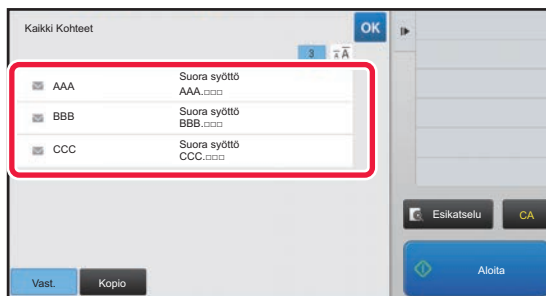 Kaikki Kohteet
OK
3 A A
AAA
Suora syöttö
AAA.□□□
BBB
Suora syöttö
BBB.□□□
CCC
Suora syöttö
CCC.□□□
Esikatselu
CA
Vast.
Kopio
Aloita